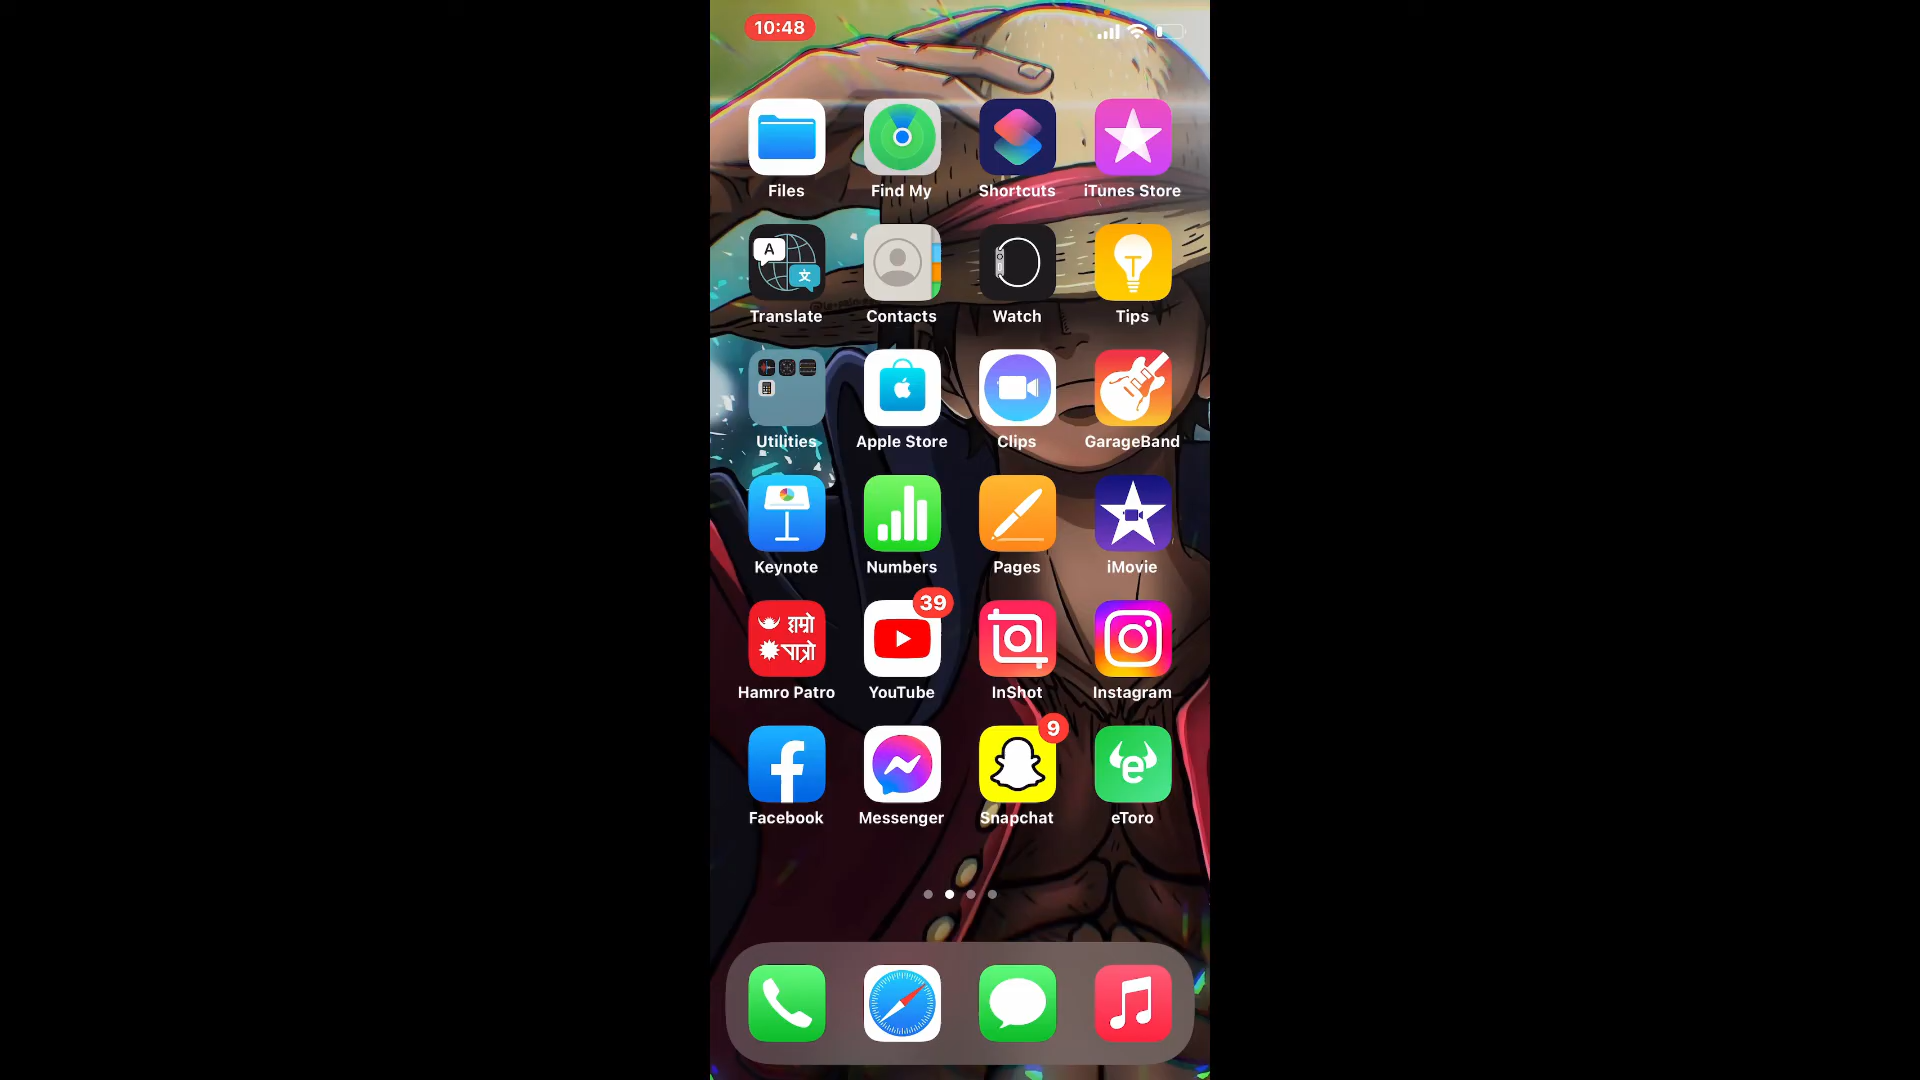 10:48
Files Find My Shortcuts iTunes Store
A 文
T
Translate Contacts Watch Tips
Utilities Apple Store Clips GarageBand
Keynote Numbers Pages iMovie
39
हाम्रो
पात्रो
Hamro Patro YouTube InShot Instagram
9
f e
Facebook Messenger Snapchat eToro